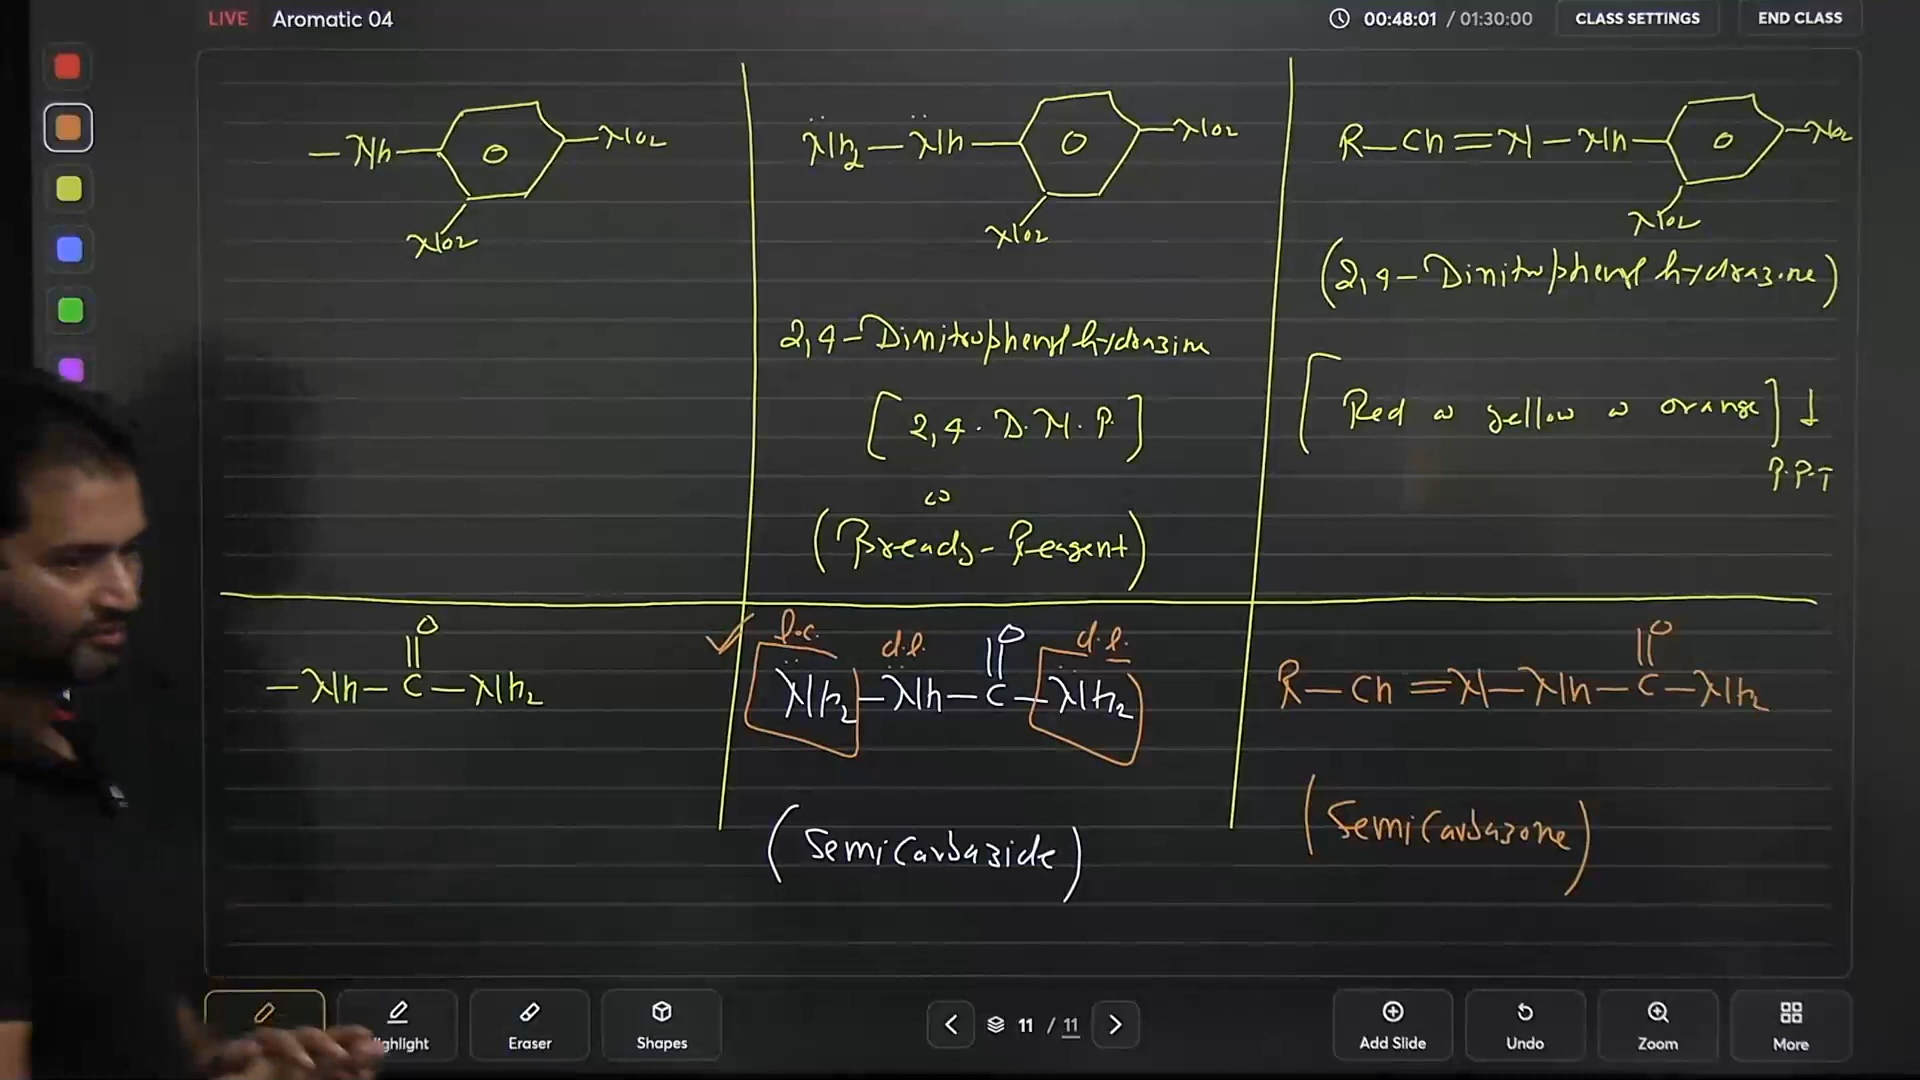 LIVE Aromatic 04
00:48:01 / 01:30:00 CLASS SETTINGS END CLASS
— Nh — NO2
NO2
Nh2 — Nh — NO2
NO2
2,4-Dinitrophenyl hydrazine
[2,4.D.N.P.]
or
(Bready-Reagent)
R—Ch=N—Nh — NO2
NO2
(2,4-Dinitrophenyl hydrazine)
[Red or yellow or orange] ↓
P.P.T
O
—Nh—C—Nh2
✓ l.c. d.l. O d.l.
Nh2—Nh—C—Nh2
(Semicarbazide)
O
R—Ch=N—Nh—C—Nh2
(Semicarbazone)
ghlight Eraser Shapes 11 / 11 Add Slide Undo Zoom More